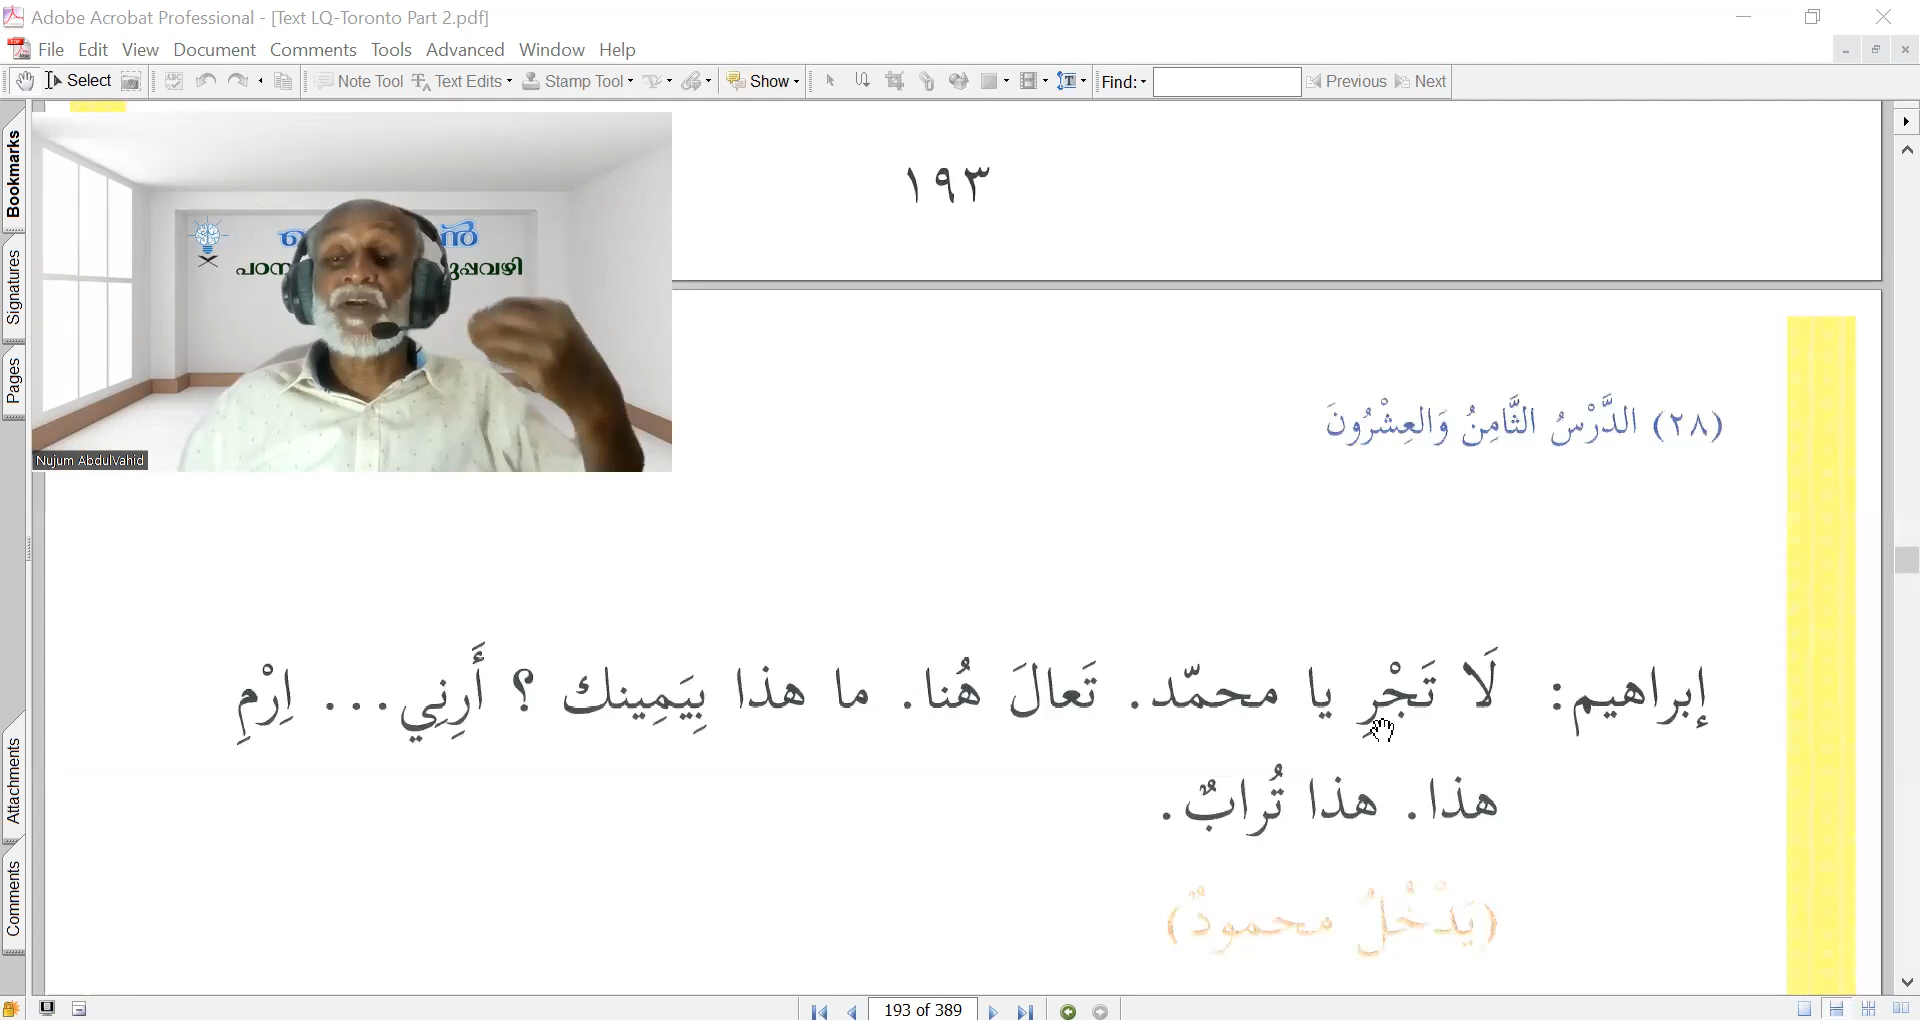 Adobe Acrobat Professional - [Text LQ-Toronto Part 2.pdf]
File Edit View Document Comments Tools Advanced Window Help
Select Note Tool Text Edits Stamp Tool Show Find: Previous Next
Bookmarks
Signatures
Pages
Attachments
Comments
١٩٣
Nujum AbdulVahid
(٢٨) الدَّرْسُ الثَّامِنُ وَالعِشْرُونَ
إبراهيم: لَا تَجْرِ يا محمّد. تَعالَ هُنا. ما هذا بِيَمِينك ؟ أَرِنِي... اِرْمِ
هذا. هذا تُرابٌ.
(يَدْخُلُ محمودٌ)
193 of 389